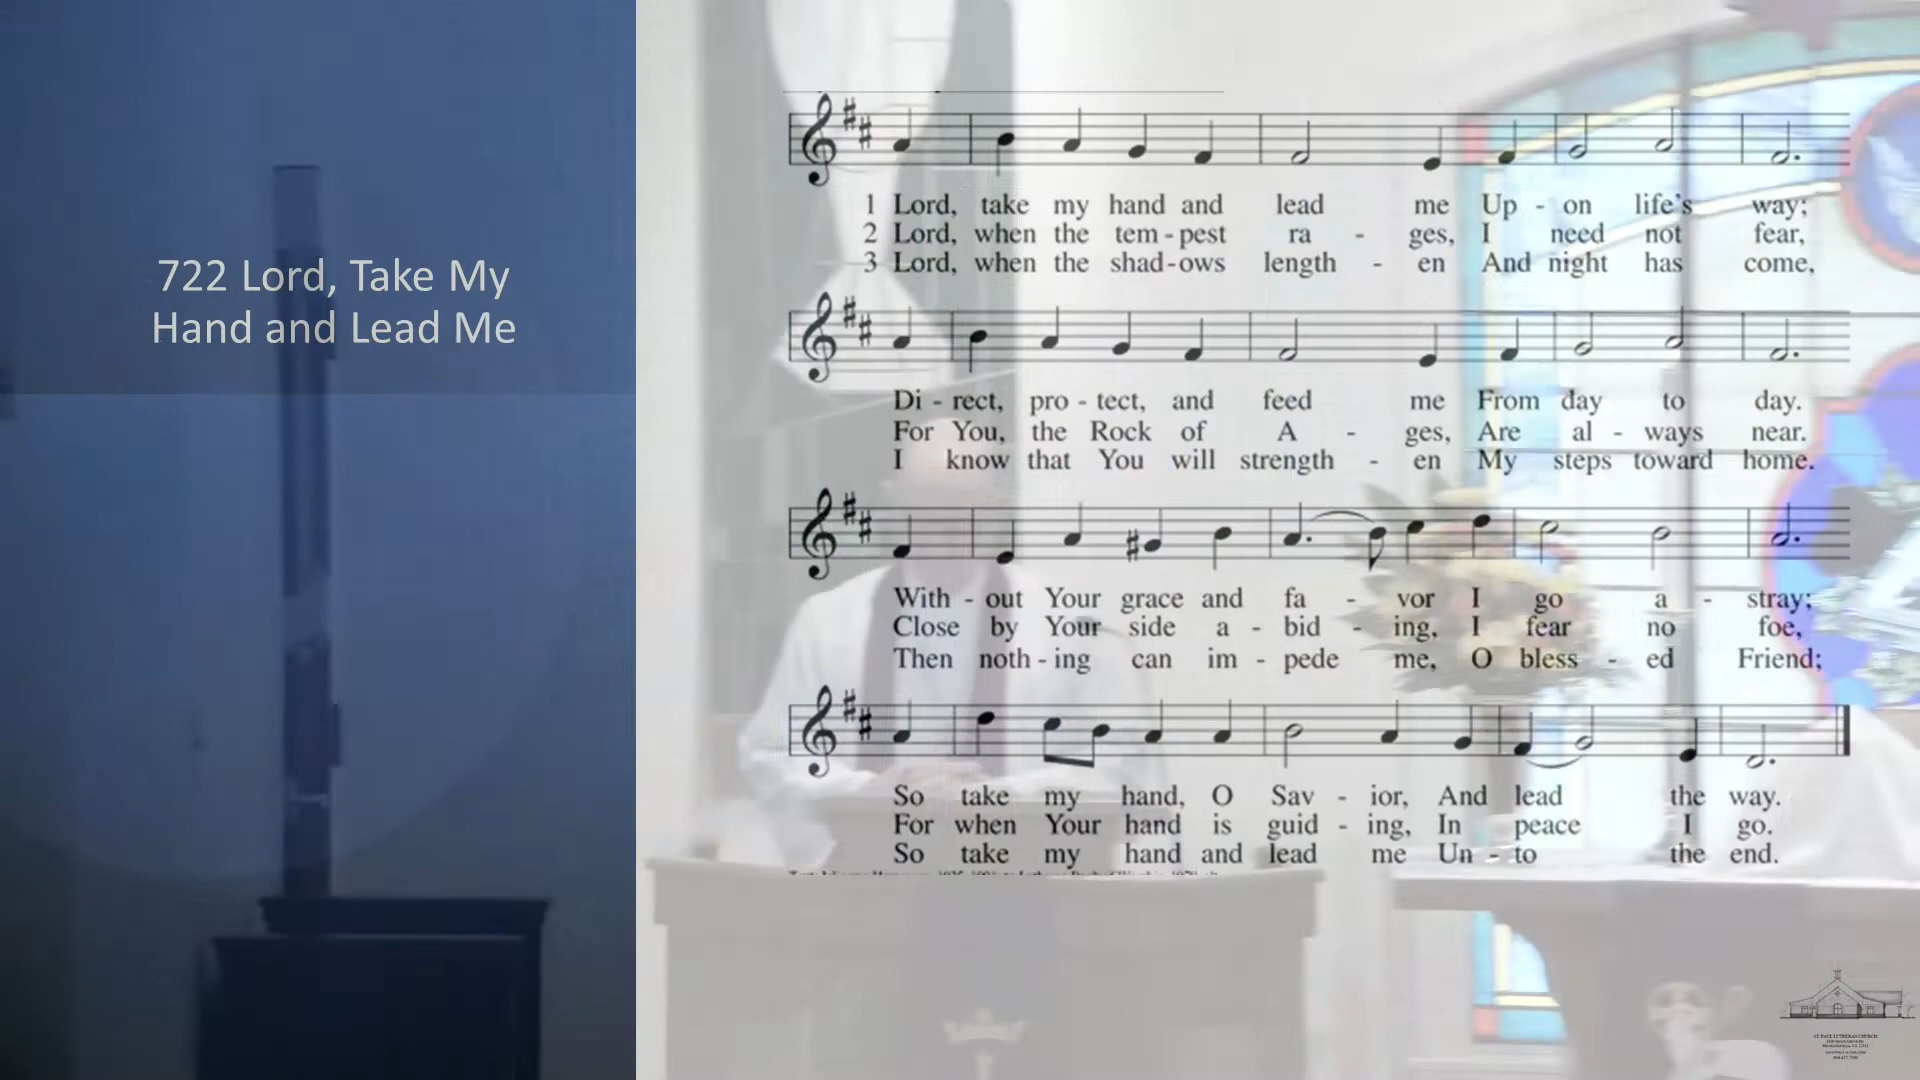 722 Lord, Take My
Hand and Lead Me
1 Lord, take my hand and lead me Up - on life's way;
2 Lord, when the tem - pest ra - ges, I need not fear,
3 Lord, when the shad - ows length - en And night has come,
Di - rect, pro - tect, and feed me From day to day.
For You, the Rock of A - ges, Are al - ways near.
I know that You will strength - en My steps toward home.
With - out Your grace and fa - vor I go a - stray;
Close by Your side a - bid - ing, I fear no foe,
Then noth - ing can im - pede me, O bless - ed Friend;
So take my hand, O Sav - ior, And lead the way.
For when Your hand is guid - ing, In peace I go.
So take my hand and lead me Un - to the end.
ST. PAUL LUTHERAN CHURCH